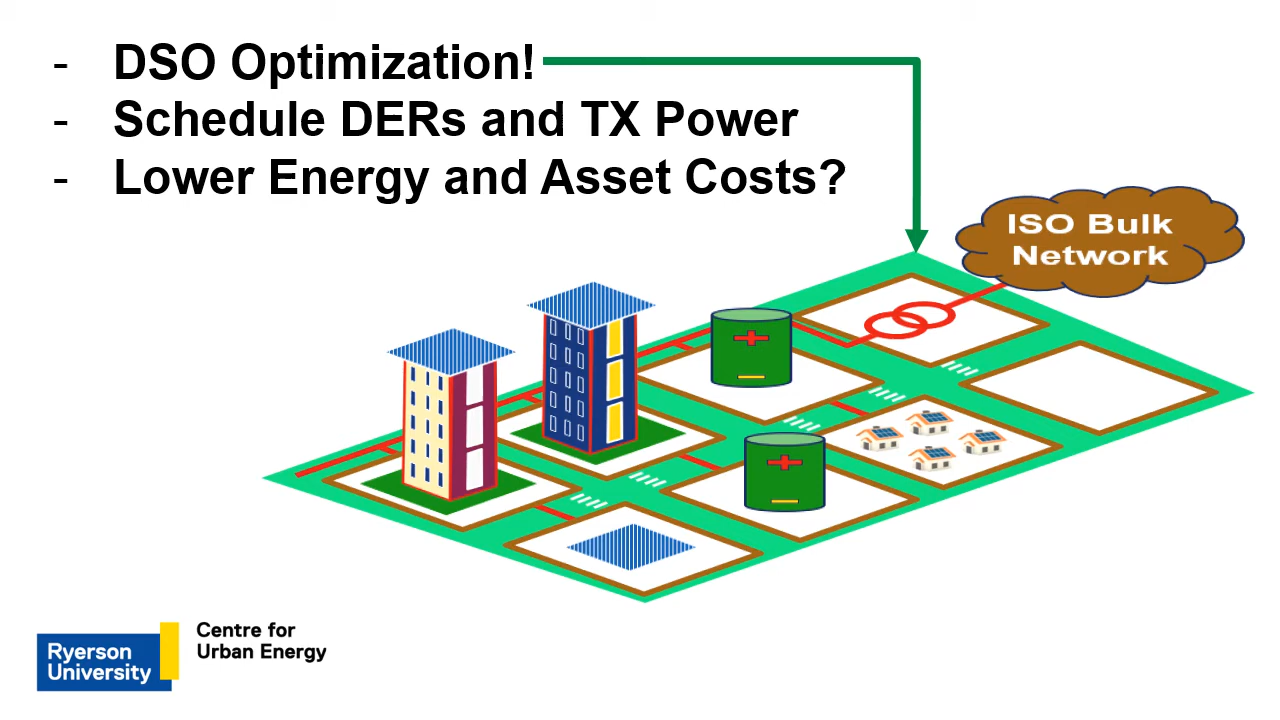 - DSO Optimization!
- Schedule DERs and TX Power
- Lower Energy and Asset Costs?
ISO Bulk
Network
Ryerson
University
Centre for
Urban Energy